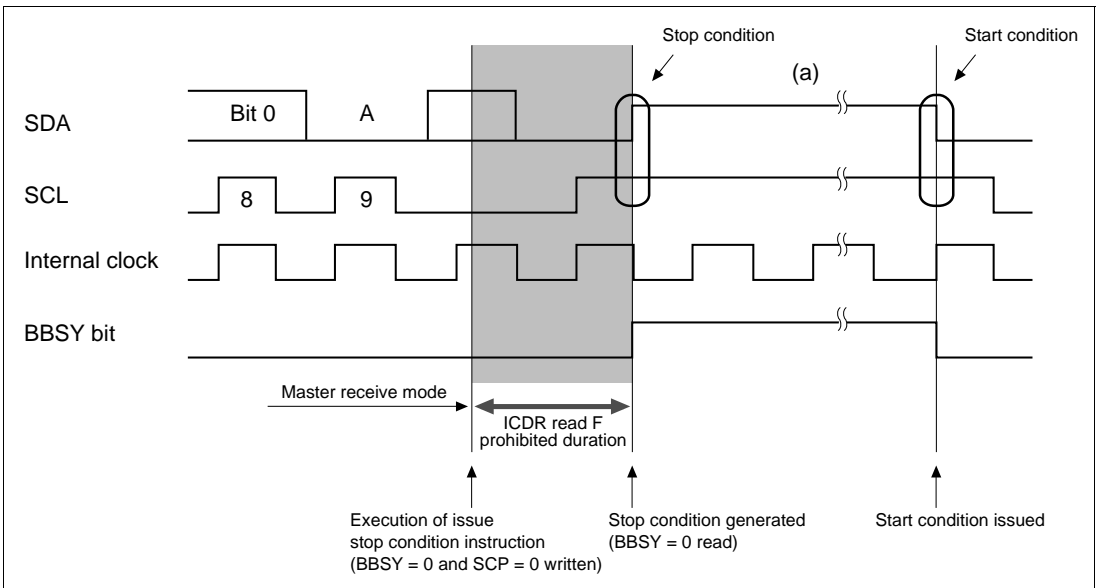 Stop condition
Start condition
(a)
SDA
Bit 0
A
SCL
8
9
Internal clock
BBSY bit
Master receive mode
ICDR read F
prohibited duration
Execution of issue
stop condition instruction
(BBSY = 0 and SCP = 0 written)
Stop condition generated
(BBSY = 0 read)
Start condition issued